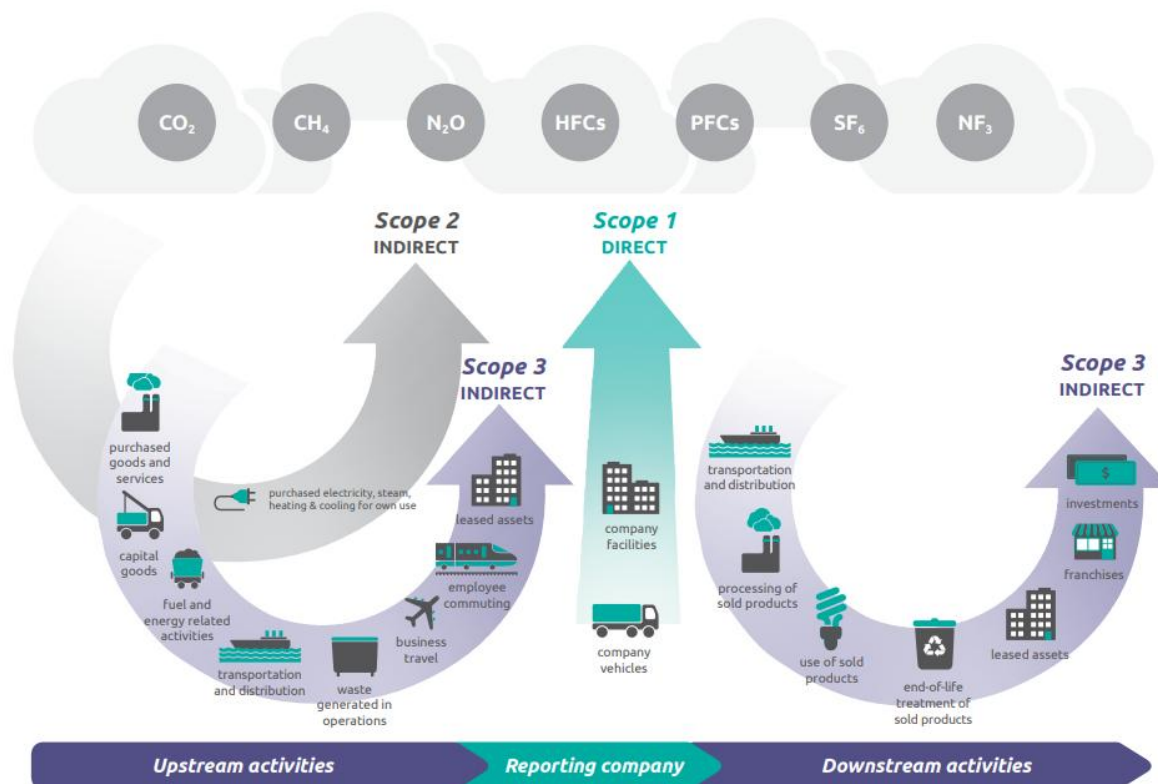 CO₂
CH₄
N₂O
HFCs
PFCs
SF₆
NF₃
Scope 2
INDIRECT
Scope 1
DIRECT
Scope 3
INDIRECT
Scope 3
INDIRECT
purchased
goods and
services
capital
goods
fuel and
energy related
activities
purchased electricity, steam,
heating & cooling for own use
transportation
and distribution
waste
generated in
operations
business
travel
employee
commuting
leased assets
company
facilities
company
vehicles
transportation
and distribution
processing of
sold products
use of sold
products
end-of-life
treatment of
sold products
leased assets
franchises
$
investments
Upstream activities
Reporting company
Downstream activities